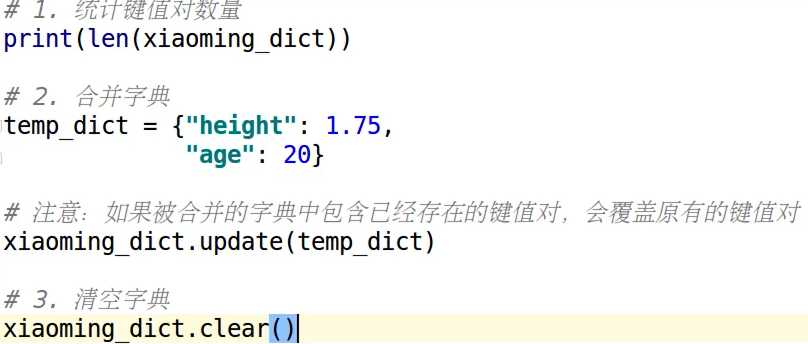 # 1. 统计键值对数量
print(len(xiaoming_dict))
# 2. 合并字典
temp_dict = {"height": 1.75,
"age": 20}
# 注意：如果被合并的字典中包含已经存在的键值对，会覆盖原有的键值对
xiaoming_dict.update(temp_dict)
# 3. 清空字典
xiaoming_dict.clear()